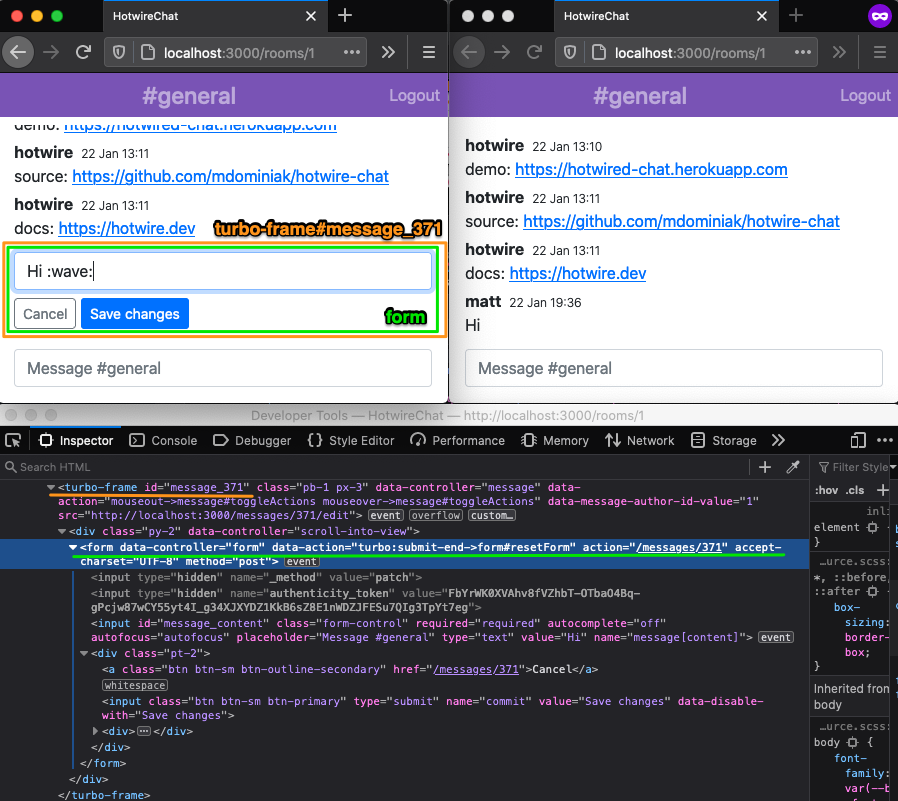 HotwireChat
localhost:3000/rooms/1
#general
Logout
demo: https://hotwired-chat.herokuapp.com
hotwire 22 Jan 13:11
source: https://github.com/mdominiak/hotwire-chat
hotwire 22 Jan 13:11
docs: https://hotwire.dev
turbo-frame#message_371
Hi :wave:
Cancel
Save changes
form
Message #general
HotwireChat
localhost:3000/rooms/1
#general
Logout
hotwire 22 Jan 13:10
demo: https://hotwired-chat.herokuapp.com
hotwire 22 Jan 13:11
source: https://github.com/mdominiak/hotwire-chat
hotwire 22 Jan 13:11
docs: https://hotwire.dev
matt 22 Jan 19:36
Hi
Message #general
Developer Tools — HotwireChat — http://localhost:3000/rooms/1
Inspector Console Debugger Style Editor Performance Memory Network Storage
Search HTML
<turbo-frame id="message_371" class="pb-1 px-3" data-controller="message" data-
action="mouseout->message#toggleActions mouseover->message#toggleActions" data-message-author-id-value="1"
src="http://localhost:3000/messages/371/edit"> event overflow custom…
<div class="py-2" data-controller="scroll-into-view">
<form data-controller="form" data-action="turbo:submit-end->form#resetForm" action="/messages/371" accept-
charset="UTF-8" method="post"> event
<input type="hidden" name="_method" value="patch">
<input type="hidden" name="authenticity_token" value="FbYrWK0XVAhv8fVZhbT-OTbaO4Bq-
gPcjw87wCY55yt4I_g34XJXYDZ1KkB6sZ8E1nWDZJFESu7QIg3TpYt7eg">
<input id="message_content" class="form-control" required="required" autocomplete="off"
autofocus="autofocus" placeholder="Message #general" type="text" value="Hi" name="message[content]"> event
<div class="pt-2">
<a class="btn btn-sm btn-outline-secondary" href="/messages/371">Cancel</a>
whitespace
<input class="btn btn-sm btn-primary" type="submit" name="commit" value="Save changes" data-disable-
with="Save changes">
<div>…</div>
</div>
</form>
</div>
</turbo-frame>
Filter Style
:hov .cls +
inli
element {
}
…urce.scss:
*, ::before,
::after {
box-
sizing:
border-
box;
}
Inherited from
body
…urce.scss:
body {
font-
family:
var(--b